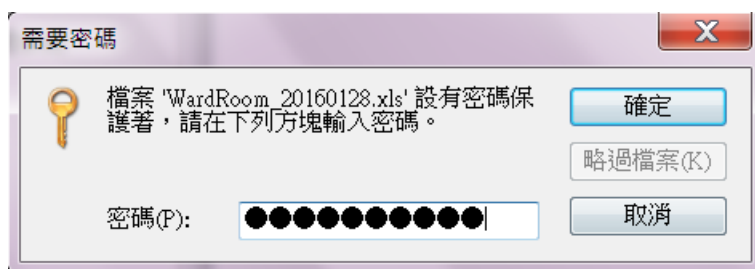 需要密碼
檔案 'WardRoom_20160128.xls' 設有密碼保
護著，請在下列方塊輸入密碼。
確定
略過檔案(K)
密碼(P):
●●●●●●●●●●
取消